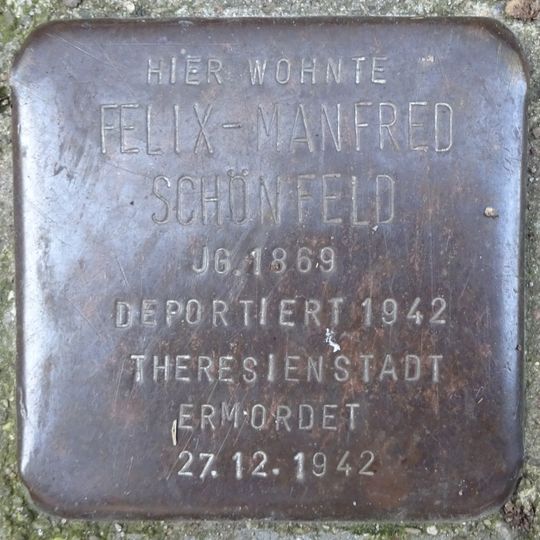 HIER WOHNTE
FELIX-MANFRED
SCHÖNFELD
JG. 1869
DEPORTIERT 1942
THERESIENSTADT
ERMORDET
27.12.1942